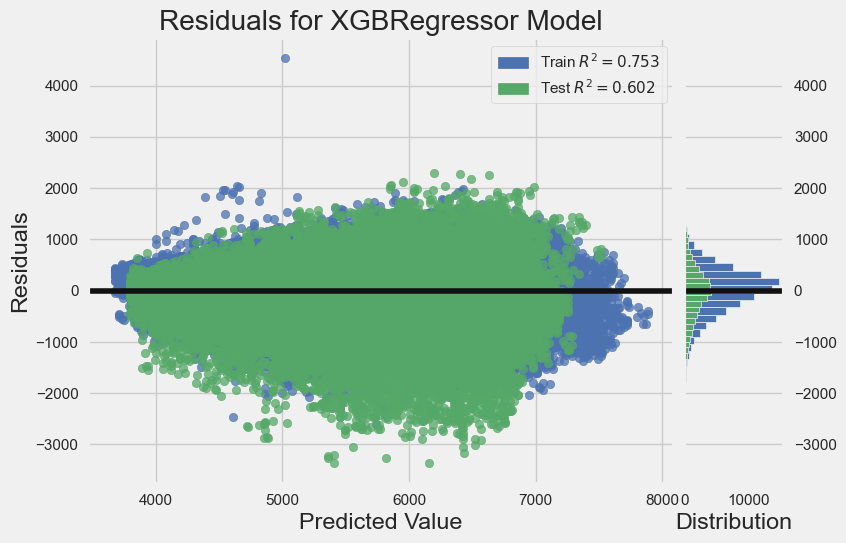 Residuals for XGBRegressor Model
Train R² = 0.753
Test R² = 0.602
Residuals
4000
3000
2000
1000
0
−1000
−2000
−3000
4000
3000
2000
1000
0
−1000
−2000
−3000
4000 5000 6000 7000 8000
0 10000
Predicted Value
Distribution